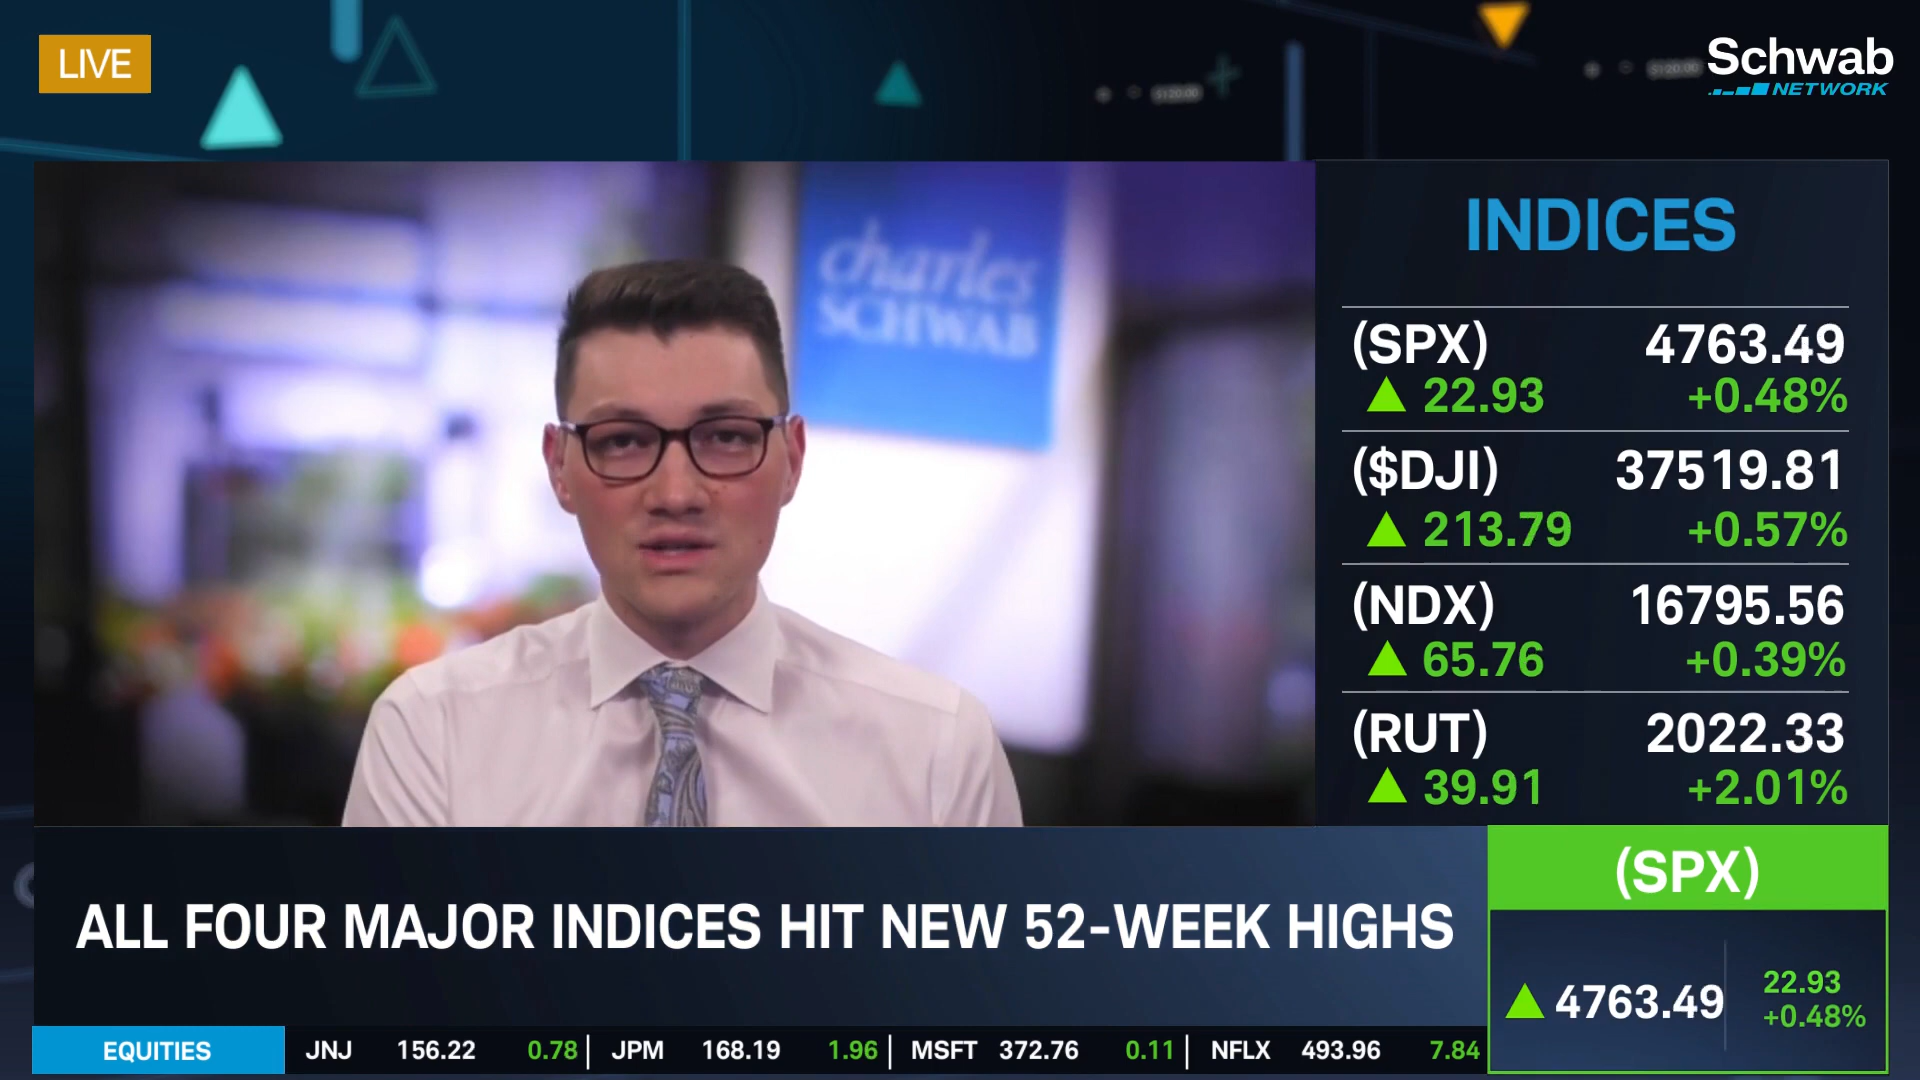 LIVE
Schwab
NETWORK
$120.00
charles
SCHWAB
INDICES
(SPX) 4763.49
22.93 +0.48%
($DJI) 37519.81
213.79 +0.57%
(NDX) 16795.56
65.76 +0.39%
(RUT) 2022.33
39.91 +2.01%
ALL FOUR MAJOR INDICES HIT NEW 52-WEEK HIGHS
(SPX)
4763.49
22.93
+0.48%
EQUITIES JNJ 156.22 0.78 | JPM 168.19 1.96 | MSFT 372.76 0.11 | NFLX 493.96 7.84